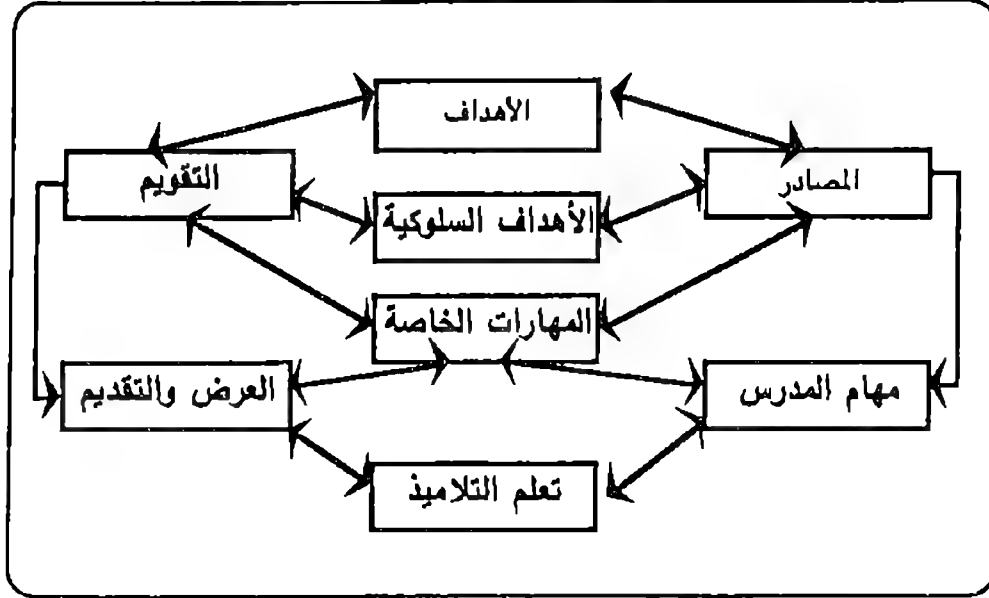 الأهداف
المصادر
التقويم
الأهداف السلوكية
المهارات الخاصة
مهام المدرس
العرض والتقديم
تعلم التلاميذ